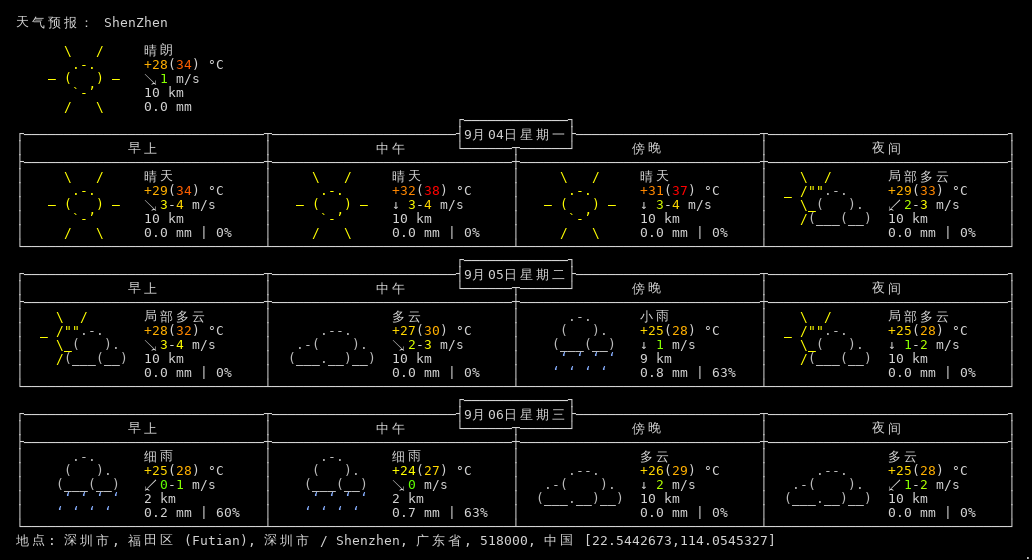 天气预报： ShenZhen
晴朗
+28(34) °C
↘1 m/s
10 km
0.0 mm
9月04日星期一
早上 中午 傍晚 夜间
晴天 晴天 晴天 局部多云
+29(34) °C +32(38) °C +31(37) °C +29(33) °C
↘3-4 m/s ↓ 3-4 m/s ↓ 3-4 m/s ↙2-3 m/s
10 km 10 km 10 km 10 km
0.0 mm | 0% 0.0 mm | 0% 0.0 mm | 0% 0.0 mm | 0%
9月05日星期二
早上 中午 傍晚 夜间
局部多云 多云 小雨 局部多云
+28(32) °C +27(30) °C +25(28) °C +25(28) °C
↘3-4 m/s ↘2-3 m/s ↓ 1 m/s ↓ 1-2 m/s
10 km 10 km 9 km 10 km
0.0 mm | 0% 0.0 mm | 0% 0.8 mm | 63% 0.0 mm | 0%
9月06日星期三
早上 中午 傍晚 夜间
细雨 细雨 多云 多云
+25(28) °C +24(27) °C +26(29) °C +25(28) °C
↙0-1 m/s ↘0 m/s ↓ 2 m/s ↙1-2 m/s
2 km 2 km 10 km 10 km
0.2 mm | 60% 0.7 mm | 63% 0.0 mm | 0% 0.0 mm | 0%
地点: 深圳市, 福田区 (Futian), 深圳市 / Shenzhen, 广东省, 518000, 中国 [22.5442673,114.0545327]